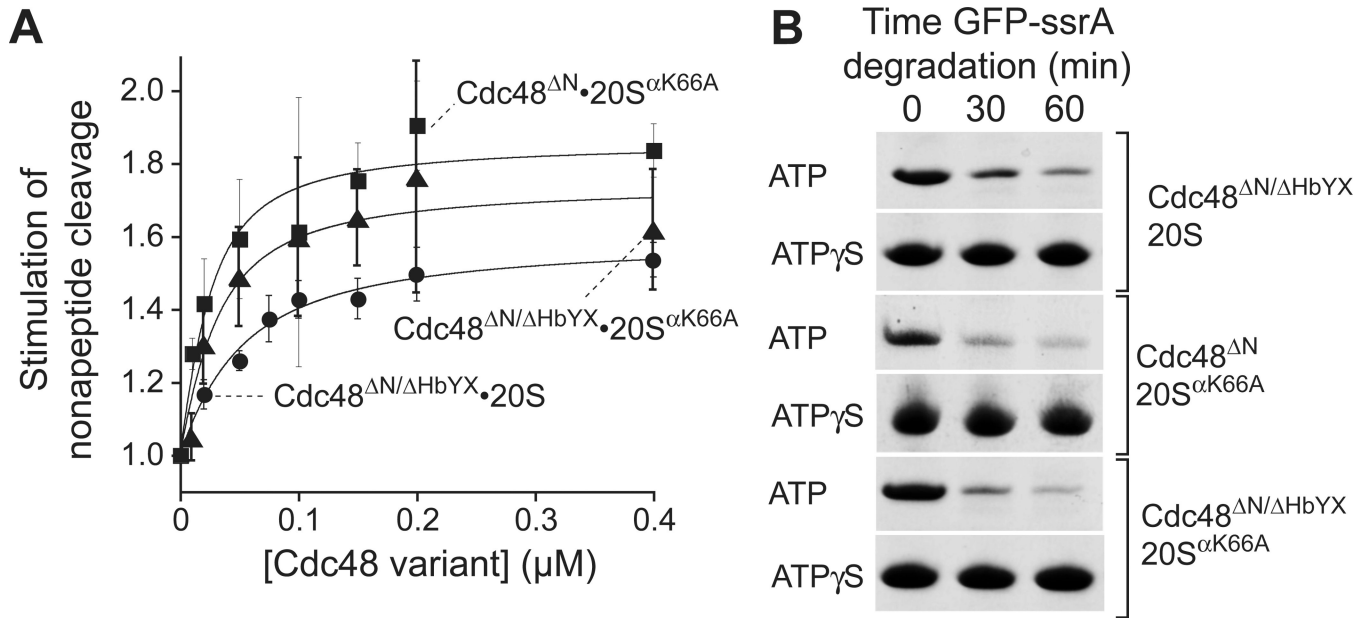 A
Stimulation of
nonapeptide cleavage
2.0
1.8
1.6
1.4
1.2
1.0
0
0.1
0.2
0.3
0.4
[Cdc48 variant] (μM)
Cdc48ΔN•20SαK66A
Cdc48ΔN/ΔHbYX•20SαK66A
Cdc48ΔN/ΔHbYX•20S
B
Time GFP-ssrA
degradation (min)
0 30 60
ATP
ATPγS
Cdc48ΔN/ΔHbYX
20S
ATP
ATPγS
Cdc48ΔN
20SαK66A
ATP
ATPγS
Cdc48ΔN/ΔHbYX
20SαK66A